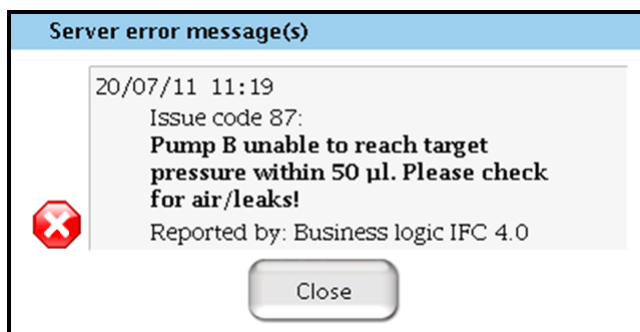 Server error message(s)
20/07/11 11:19
Issue code 87:
Pump B unable to reach target
pressure within 50 µl. Please check
for air/leaks!
Reported by: Business logic IFC 4.0
Close